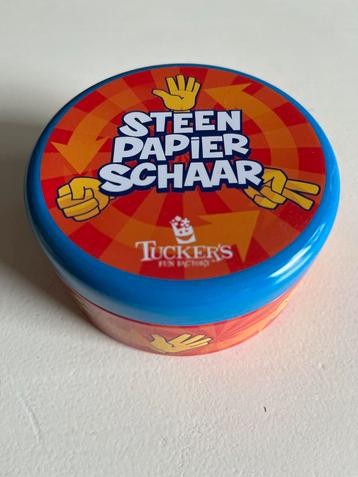 STEEN
PAPIER
SCHAAR
TUCKER'S
FUN FACTORY